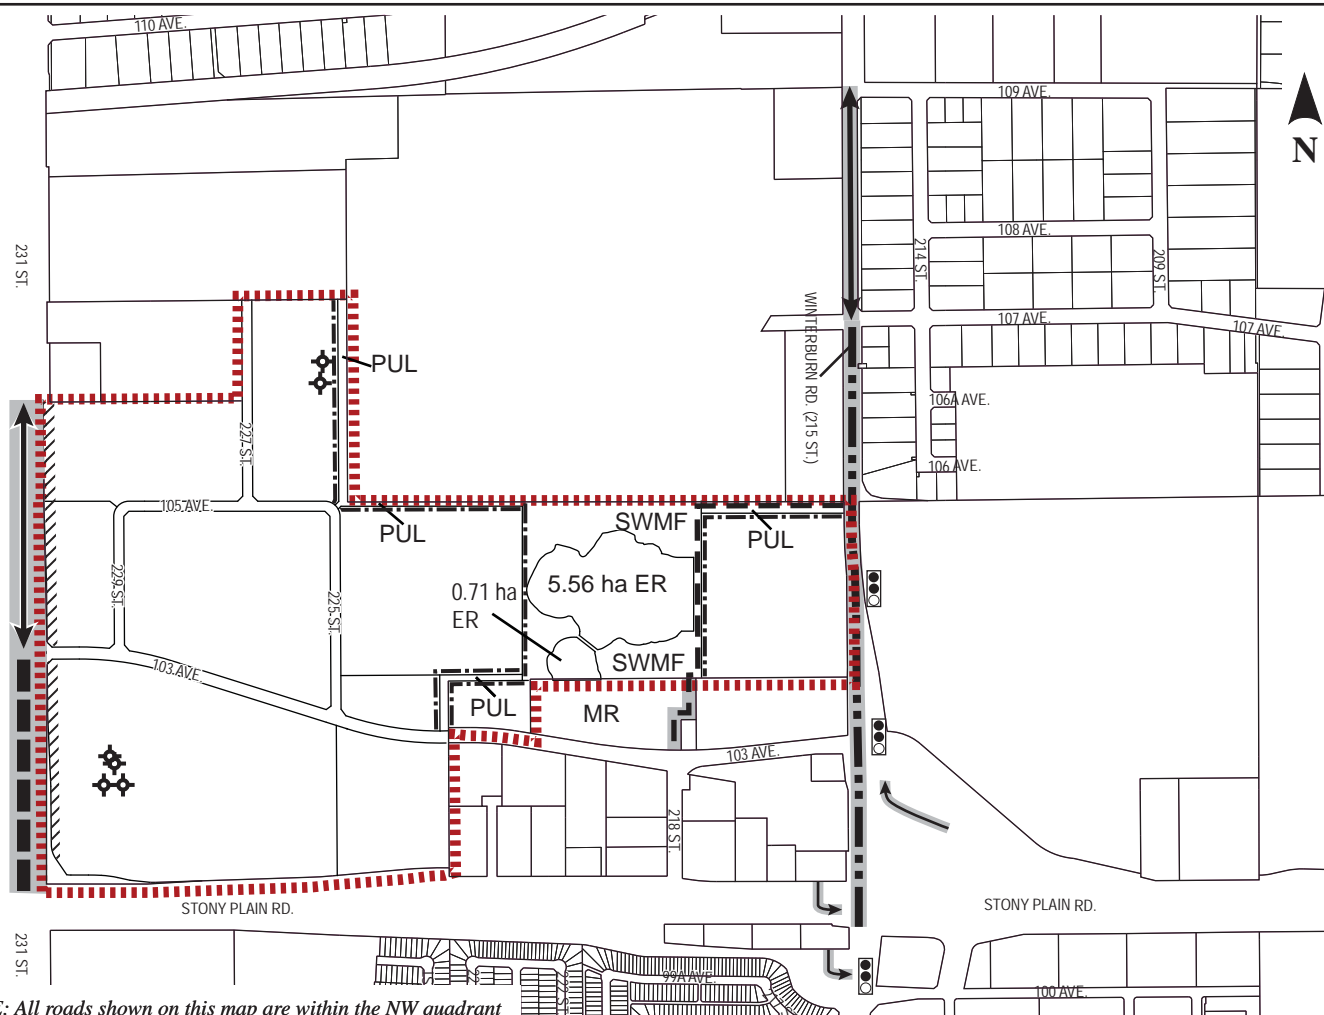 110 AVE.
109 AVE.
N
108 AVE.
214 ST.
209 ST.
231 ST.
WINTERBURN RD. (215 ST.)
107 AVE.
107 AVE.
PUL
106A AVE.
227 ST.
106 AVE.
105 AVE.
PUL
SWMF
PUL
229 ST.
225 ST.
0.71 ha
ER
5.56 ha ER
SWMF
103 AVE.
PUL
MR
103 AVE.
218 ST.
STONY PLAIN RD.
STONY PLAIN RD.
231 ST.
99A AVE.
100 AVE.
E: All roads shown on this map are within the NW quadrant